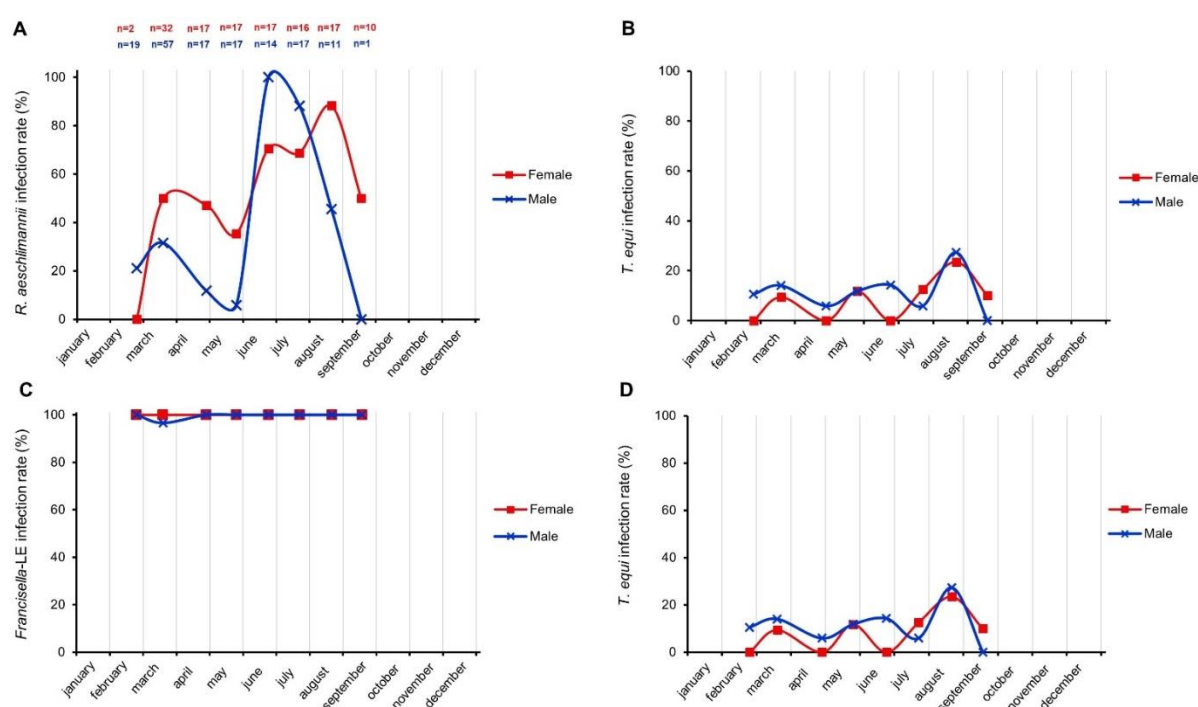 A
n=2 n=32 n=17 n=17 n=17 n=16 n=17 n=10
n=19 n=57 n=17 n=17 n=14 n=17 n=11 n=1
R. aeschlimannii infection rate (%)
100
80
60
40
20
0
january february march april may june july august september october november december
Female
Male
B
T. equi infection rate (%)
100
80
60
40
20
0
january february march april may june july august september october november december
Female
Male
C
Francisella-LE infection rate (%)
100
80
60
40
20
0
january february march april may june july august september october november december
Female
Male
D
T. equi infection rate (%)
100
80
60
40
20
0
january february march april may june july august september october november december
Female
Male